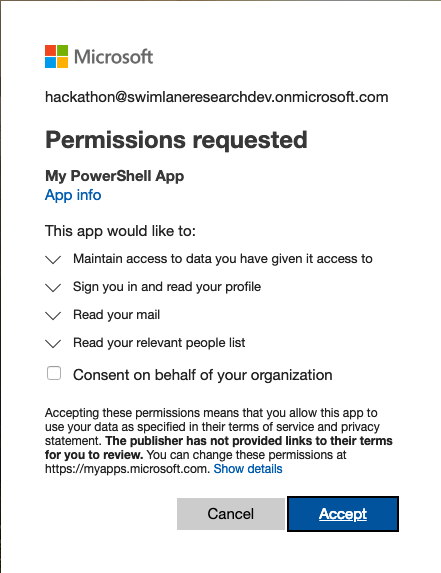 Microsoft
hackathon@swimlaneresearchdev.onmicrosoft.com
Permissions requested
My PowerShell App
App info
This app would like to:
Maintain access to data you have given it access to
Sign you in and read your profile
Read your mail
Read your relevant people list
Consent on behalf of your organization
Accepting these permissions means that you allow this app to
use your data as specified in their terms of service and privacy
statement. The publisher has not provided links to their terms
for you to review. You can change these permissions at
https://myapps.microsoft.com. Show details
Cancel
Accept